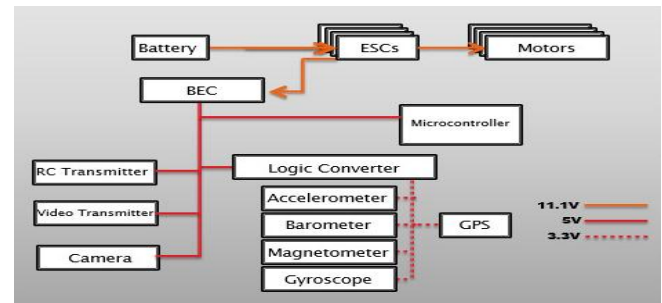 Battery
ESCs
Motors
BEC
Microcontroller
RC Transmitter
Logic Converter
Accelerometer
Video Transmitter
Barometer
GPS
Camera
Magnetometer
Gyroscope
11.1V
5V
3.3V